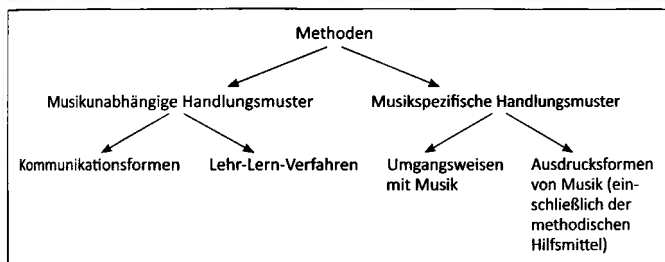 Methoden
Musikunabhängige Handlungsmuster
Musikspezifische Handlungsmuster
Kommunikationsformen
Lehr-Lern-Verfahren
Umgangsweisen
mit Musik
Ausdrucksformen
von Musik (ein-
schließlich der
methodischen
Hilfsmittel)